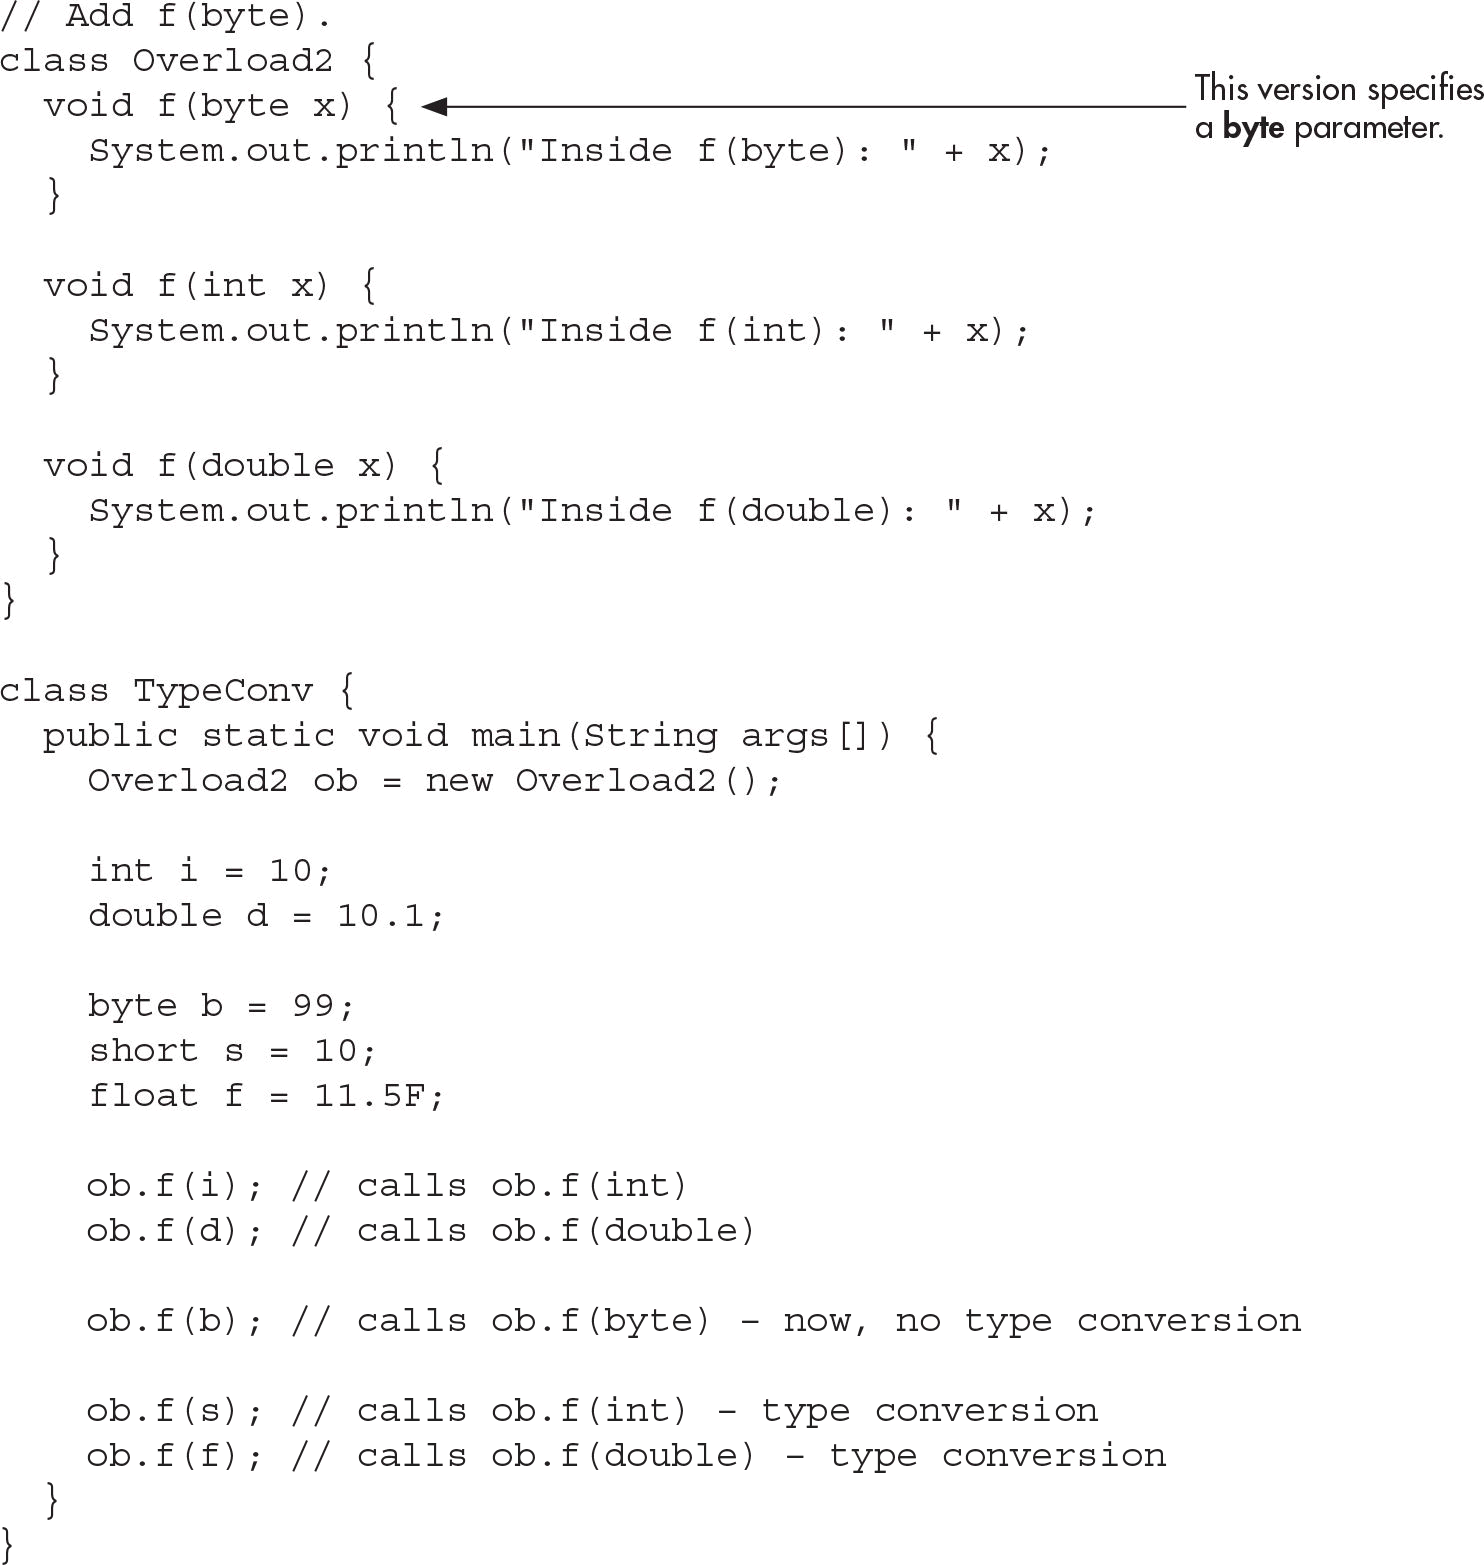 // Add f(byte).
class Overload2 {
  void f(byte x) {
This version specifies
a byte parameter.
    System.out.println("Inside f(byte): " + x);
  }

  void f(int x) {
    System.out.println("Inside f(int): " + x);
  }

  void f(double x) {
    System.out.println("Inside f(double): " + x);
  }
}

class TypeConv {
  public static void main(String args[]) {
    Overload2 ob = new Overload2();

    int i = 10;
    double d = 10.1;

    byte b = 99;
    short s = 10;
    float f = 11.5F;

    ob.f(i); // calls ob.f(int)
    ob.f(d); // calls ob.f(double)

    ob.f(b); // calls ob.f(byte) – now, no type conversion

    ob.f(s); // calls ob.f(int) – type conversion
    ob.f(f); // calls ob.f(double) – type conversion
  }
}